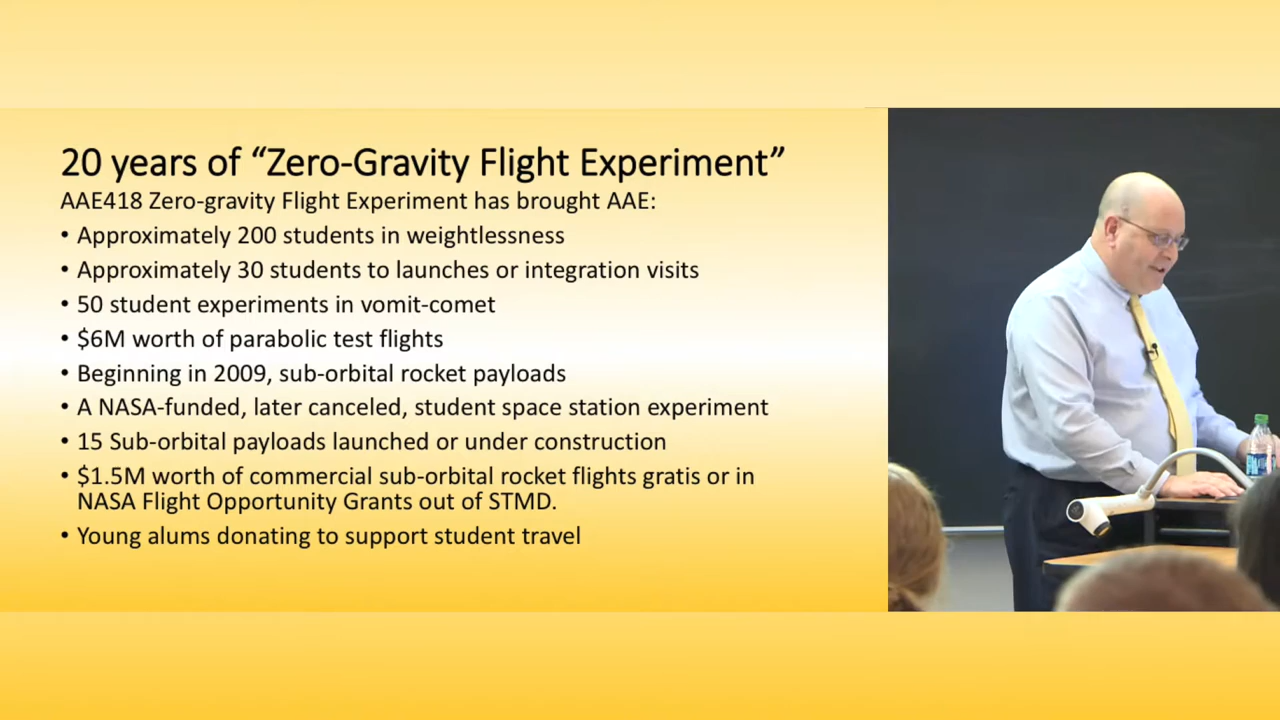 20 years of “Zero-Gravity Flight Experiment”
AAE418 Zero-gravity Flight Experiment has brought AAE:
• Approximately 200 students in weightlessness
• Approximately 30 students to launches or integration visits
• 50 student experiments in vomit-comet
• $6M worth of parabolic test flights
• Beginning in 2009, sub-orbital rocket payloads
• A NASA-funded, later canceled, student space station experiment
• 15 Sub-orbital payloads launched or under construction
• $1.5M worth of commercial sub-orbital rocket flights gratis or in
NASA Flight Opportunity Grants out of STMD.
• Young alums donating to support student travel